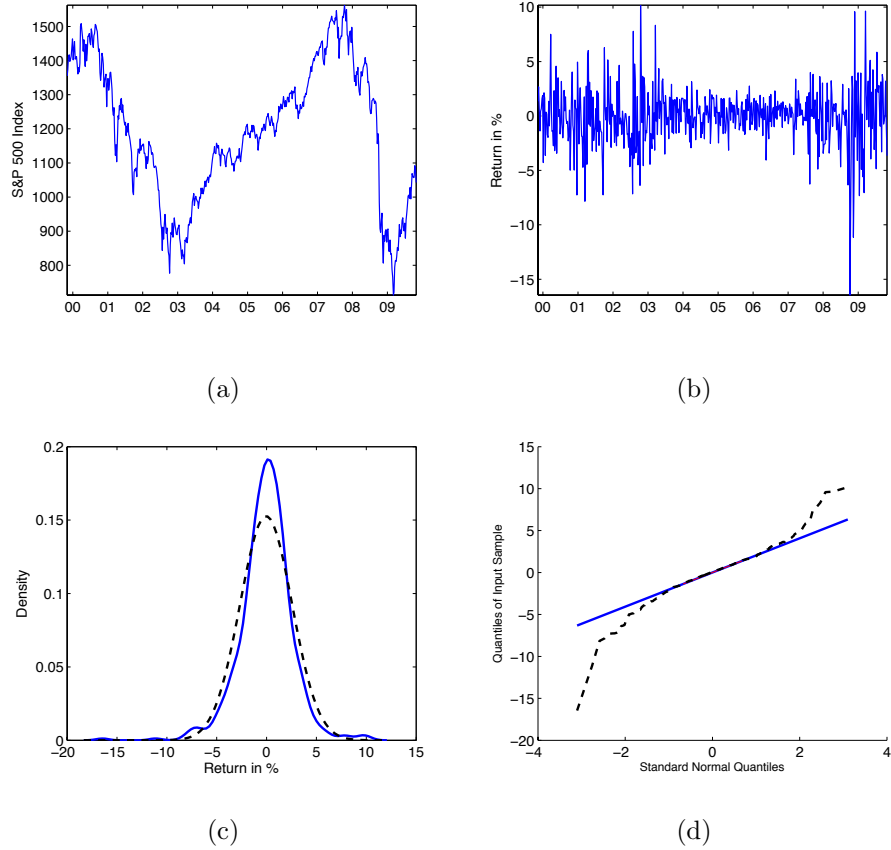 1500
1400
1300
1200
1100
1000
900
800
S&P 500 Index
00 01 02 03 04 05 06 07 08 09
(a)
10
5
0
−5
−10
−15
Return in %
00 01 02 03 04 05 06 07 08 09
(b)
0.2
0.15
0.1
0.05
0
Density
−20 −15 −10 −5 0 5 10 15
Return in %
(c)
15
10
5
0
−5
−10
−15
−20
Quantiles of Input Sample
−4 −2 0 2 4
Standard Normal Quantiles
(d)